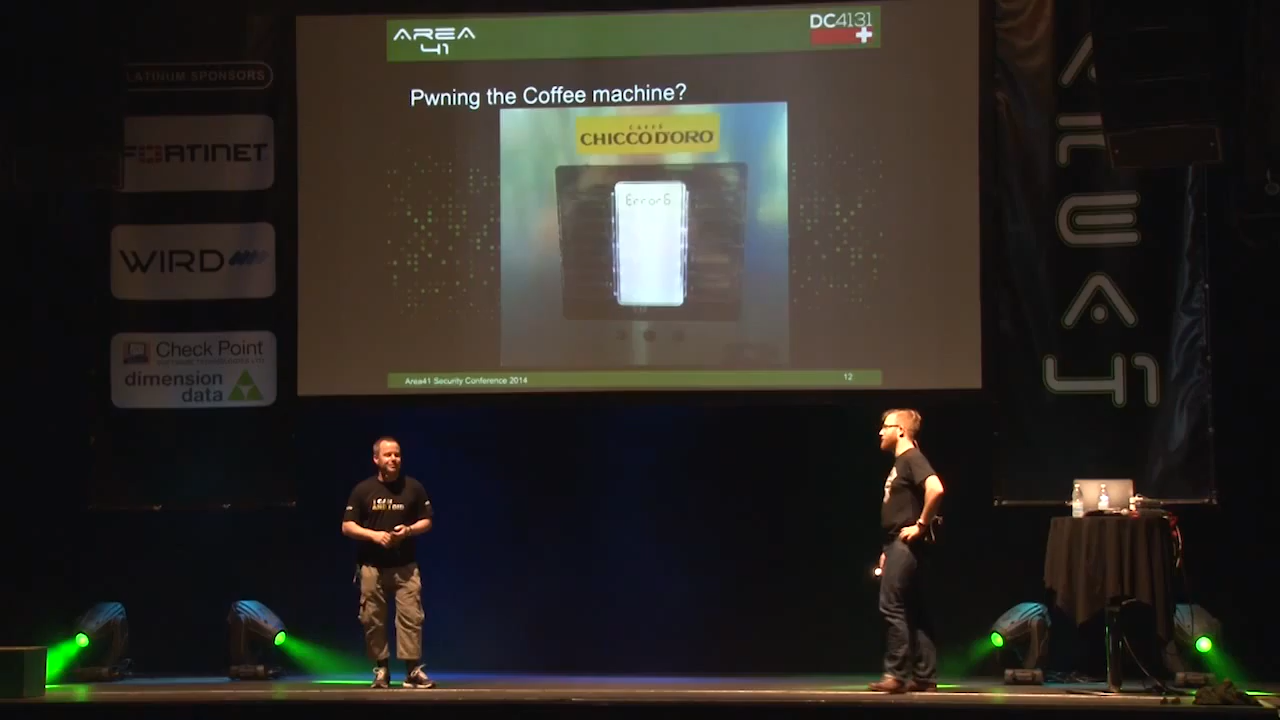 AREA
41
DC4131
Pwning the Coffee machine?
CAFFÈ
CHICCO D'ORO
Error6
Area41 Security Conference 2014
12
LATINUM SPONSORS
FORTINET
WIRD
Check Point
dimension
data
AREA
41